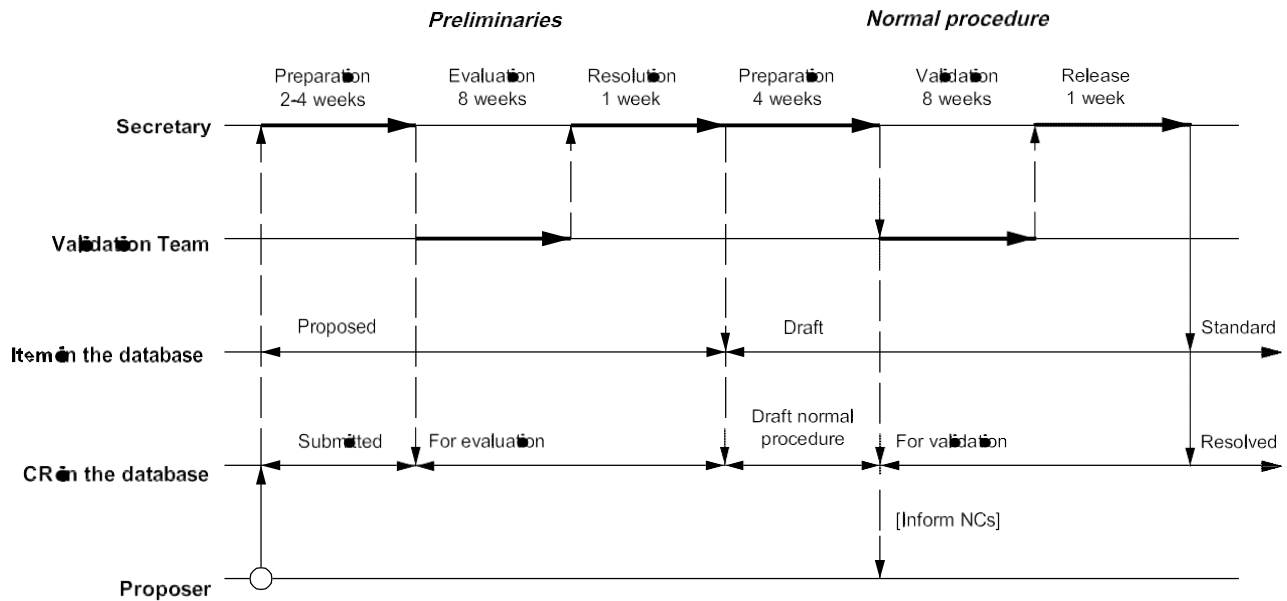 Preliminaries
Normal procedure
Preparation
2-4 weeks
Evaluation
8 weeks
Resolution
1 week
Preparation
4 weeks
Validation
8 weeks
Release
1 week
Secretary
Validation Team
Proposed
Draft
Standard
Item in the database
Submitted
For evaluation
Draft normal
procedure
For validation
Resolved
CR in the database
[Inform NCs]
Proposer